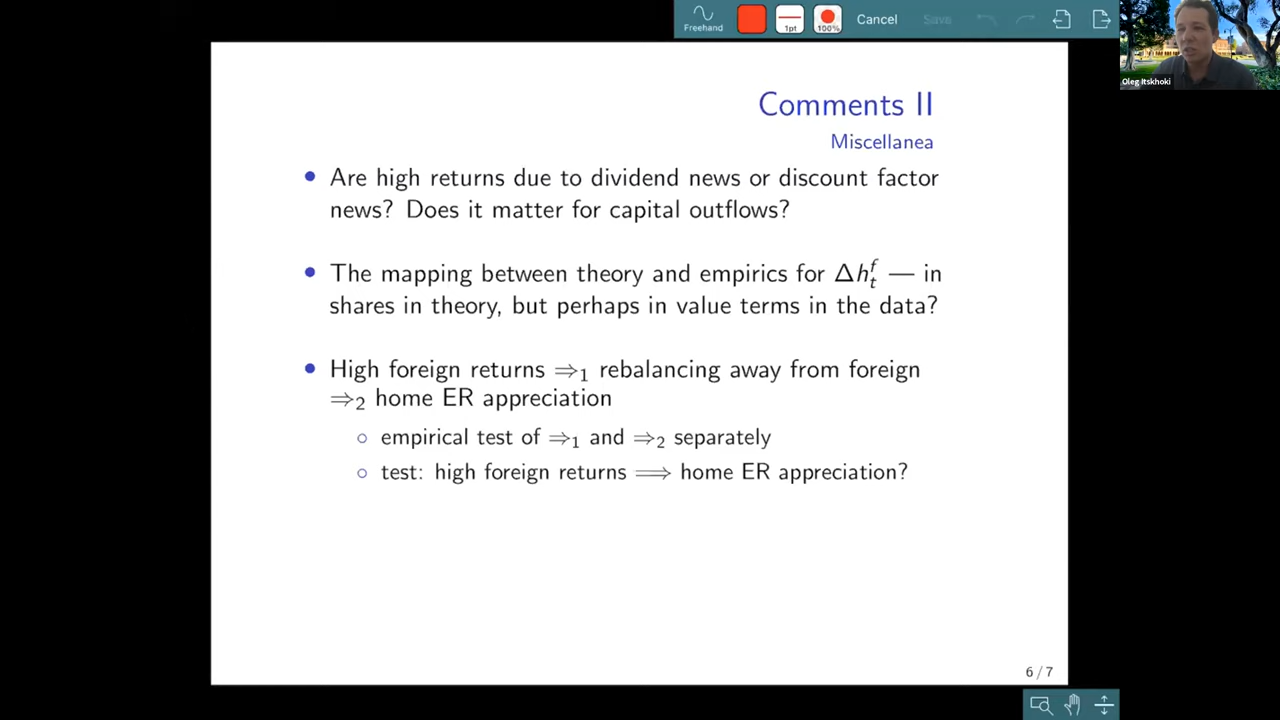 Freehand
1pt
100%
Cancel
Save
Oleg Itskhoki
Comments II
Miscellanea
• Are high returns due to dividend news or discount factor
news? Does it matter for capital outflows?
• The mapping between theory and empirics for Δhᶠₜ — in
shares in theory, but perhaps in value terms in the data?
• High foreign returns ⇒₁ rebalancing away from foreign
⇒₂ home ER appreciation
○ empirical test of ⇒₁ and ⇒₂ separately
○ test: high foreign returns ⟹ home ER appreciation?
6 / 7